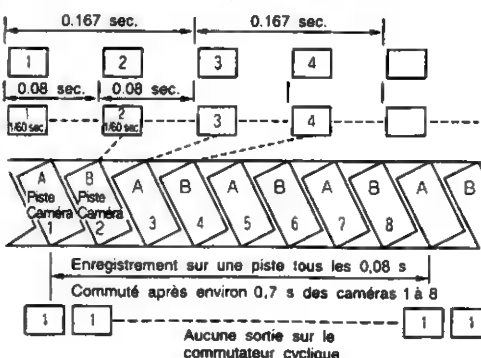 0.167 sec. 0.167 sec.
1 2 3 4
0.08 sec. 0.08 sec.
1 1/60 sec. 2 1/60 sec. 3 4
A B A B A B A B A B
Piste Caméra 1 Piste Caméra 2 3 4 5 6 7 8
Enregistrement sur une piste tous les 0,08 s
Commuté après environ 0,7 s des caméras 1 à 8
1 1 1 1
Aucune sortie sur le
commutateur cyclique